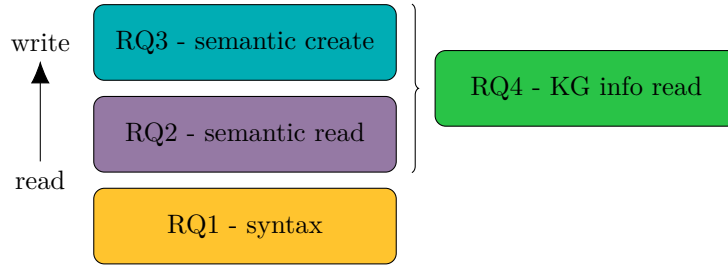 write
RQ3 - semantic create
RQ4 - KG info read
RQ2 - semantic read
read
RQ1 - syntax